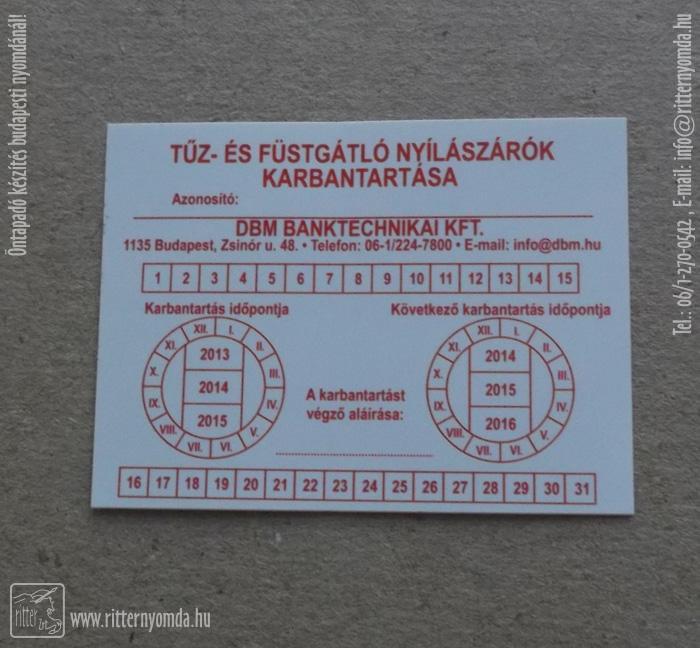 TŰZ- ÉS FÜSTGÁTLÓ NYÍLÁSZÁRÓK
KARBANTARTÁSA
Azonosító:
DBM BANKTECHNIKAI KFT.
1135 Budapest, Zsinór u. 48. • Telefon: 06-1/224-7800 • E-mail: info@dbm.hu
1 2 3 4 5 6 7 8 9 10 11 12 13 14 15
Karbantartás időpontja
XII. I. II. III. IV. V. VI. VII. VIII. IX. X. XI.
2013
2014
2015
A karbantartást
végző aláírása:
Következő karbantartás időpontja
XII. I. II. III. IV. V. VI. VII. VIII. IX. X. XI.
2014
2015
2016
16 17 18 19 20 21 22 23 24 25 26 27 28 29 30 31
Öntapadó készítés budapesti nyomdánál!
Tel.: 06/1-270-0542 E-mail: info@ritternyomda.hu
ritter
www.ritternyomda.hu